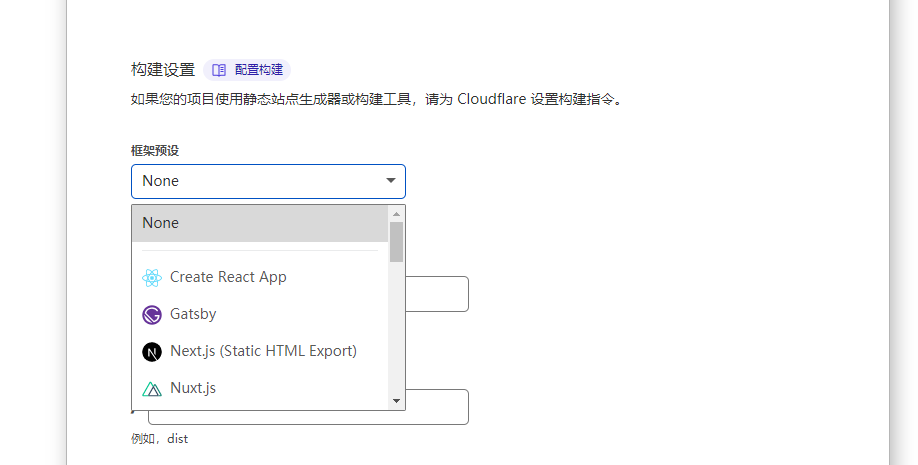 构建设置 配置构建
如果您的项目使用静态站点生成器或构建工具，请为 Cloudflare 设置构建指令。
框架预设
None
None
Create React App
Gatsby
Next.js (Static HTML Export)
Nuxt.js
例如，dist